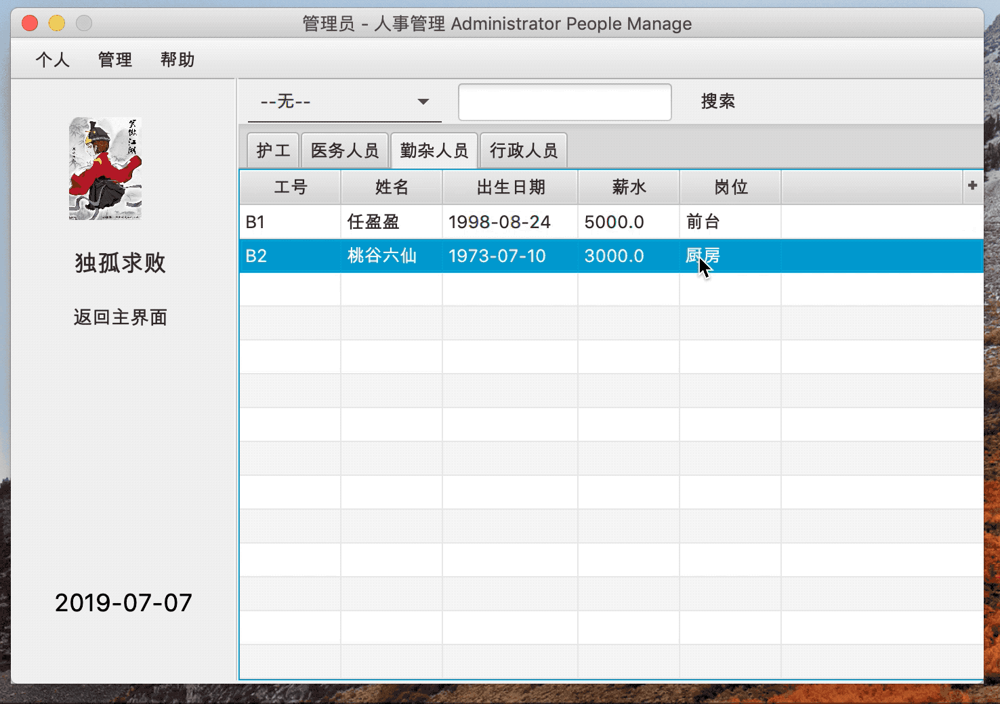 管理员 - 人事管理 Administrator People Manage
个人 管理 帮助
--无-- 搜索
笑傲江湖
护工 医务人员 勤杂人员 行政人员
工号 姓名 出生日期 薪水 岗位 +
B1 任盈盈 1998-08-24 5000.0 前台
B2 桃谷六仙 1973-07-10 3000.0 厨房
独孤求败
返回主界面
2019-07-07